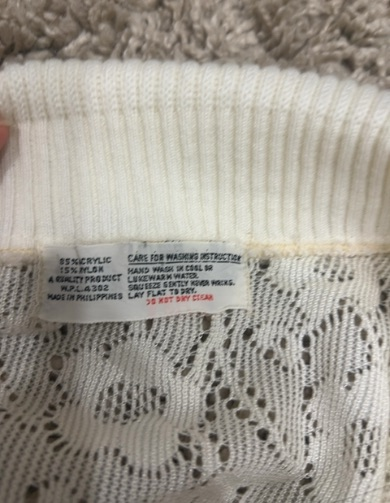 85% ACRYLIC
15% NYLON
A QUALITY PRODUCT
W.P.L. 4302
MADE IN PHILIPPINES
CARE FOR WASHING INSTRUCTION
HAND WASH IN COOL OR
LUKEWARM WATER.
SQUEEZE GENTLY NEVER WRING.
LAY FLAT TO DRY.
DO NOT DRY CLEAN